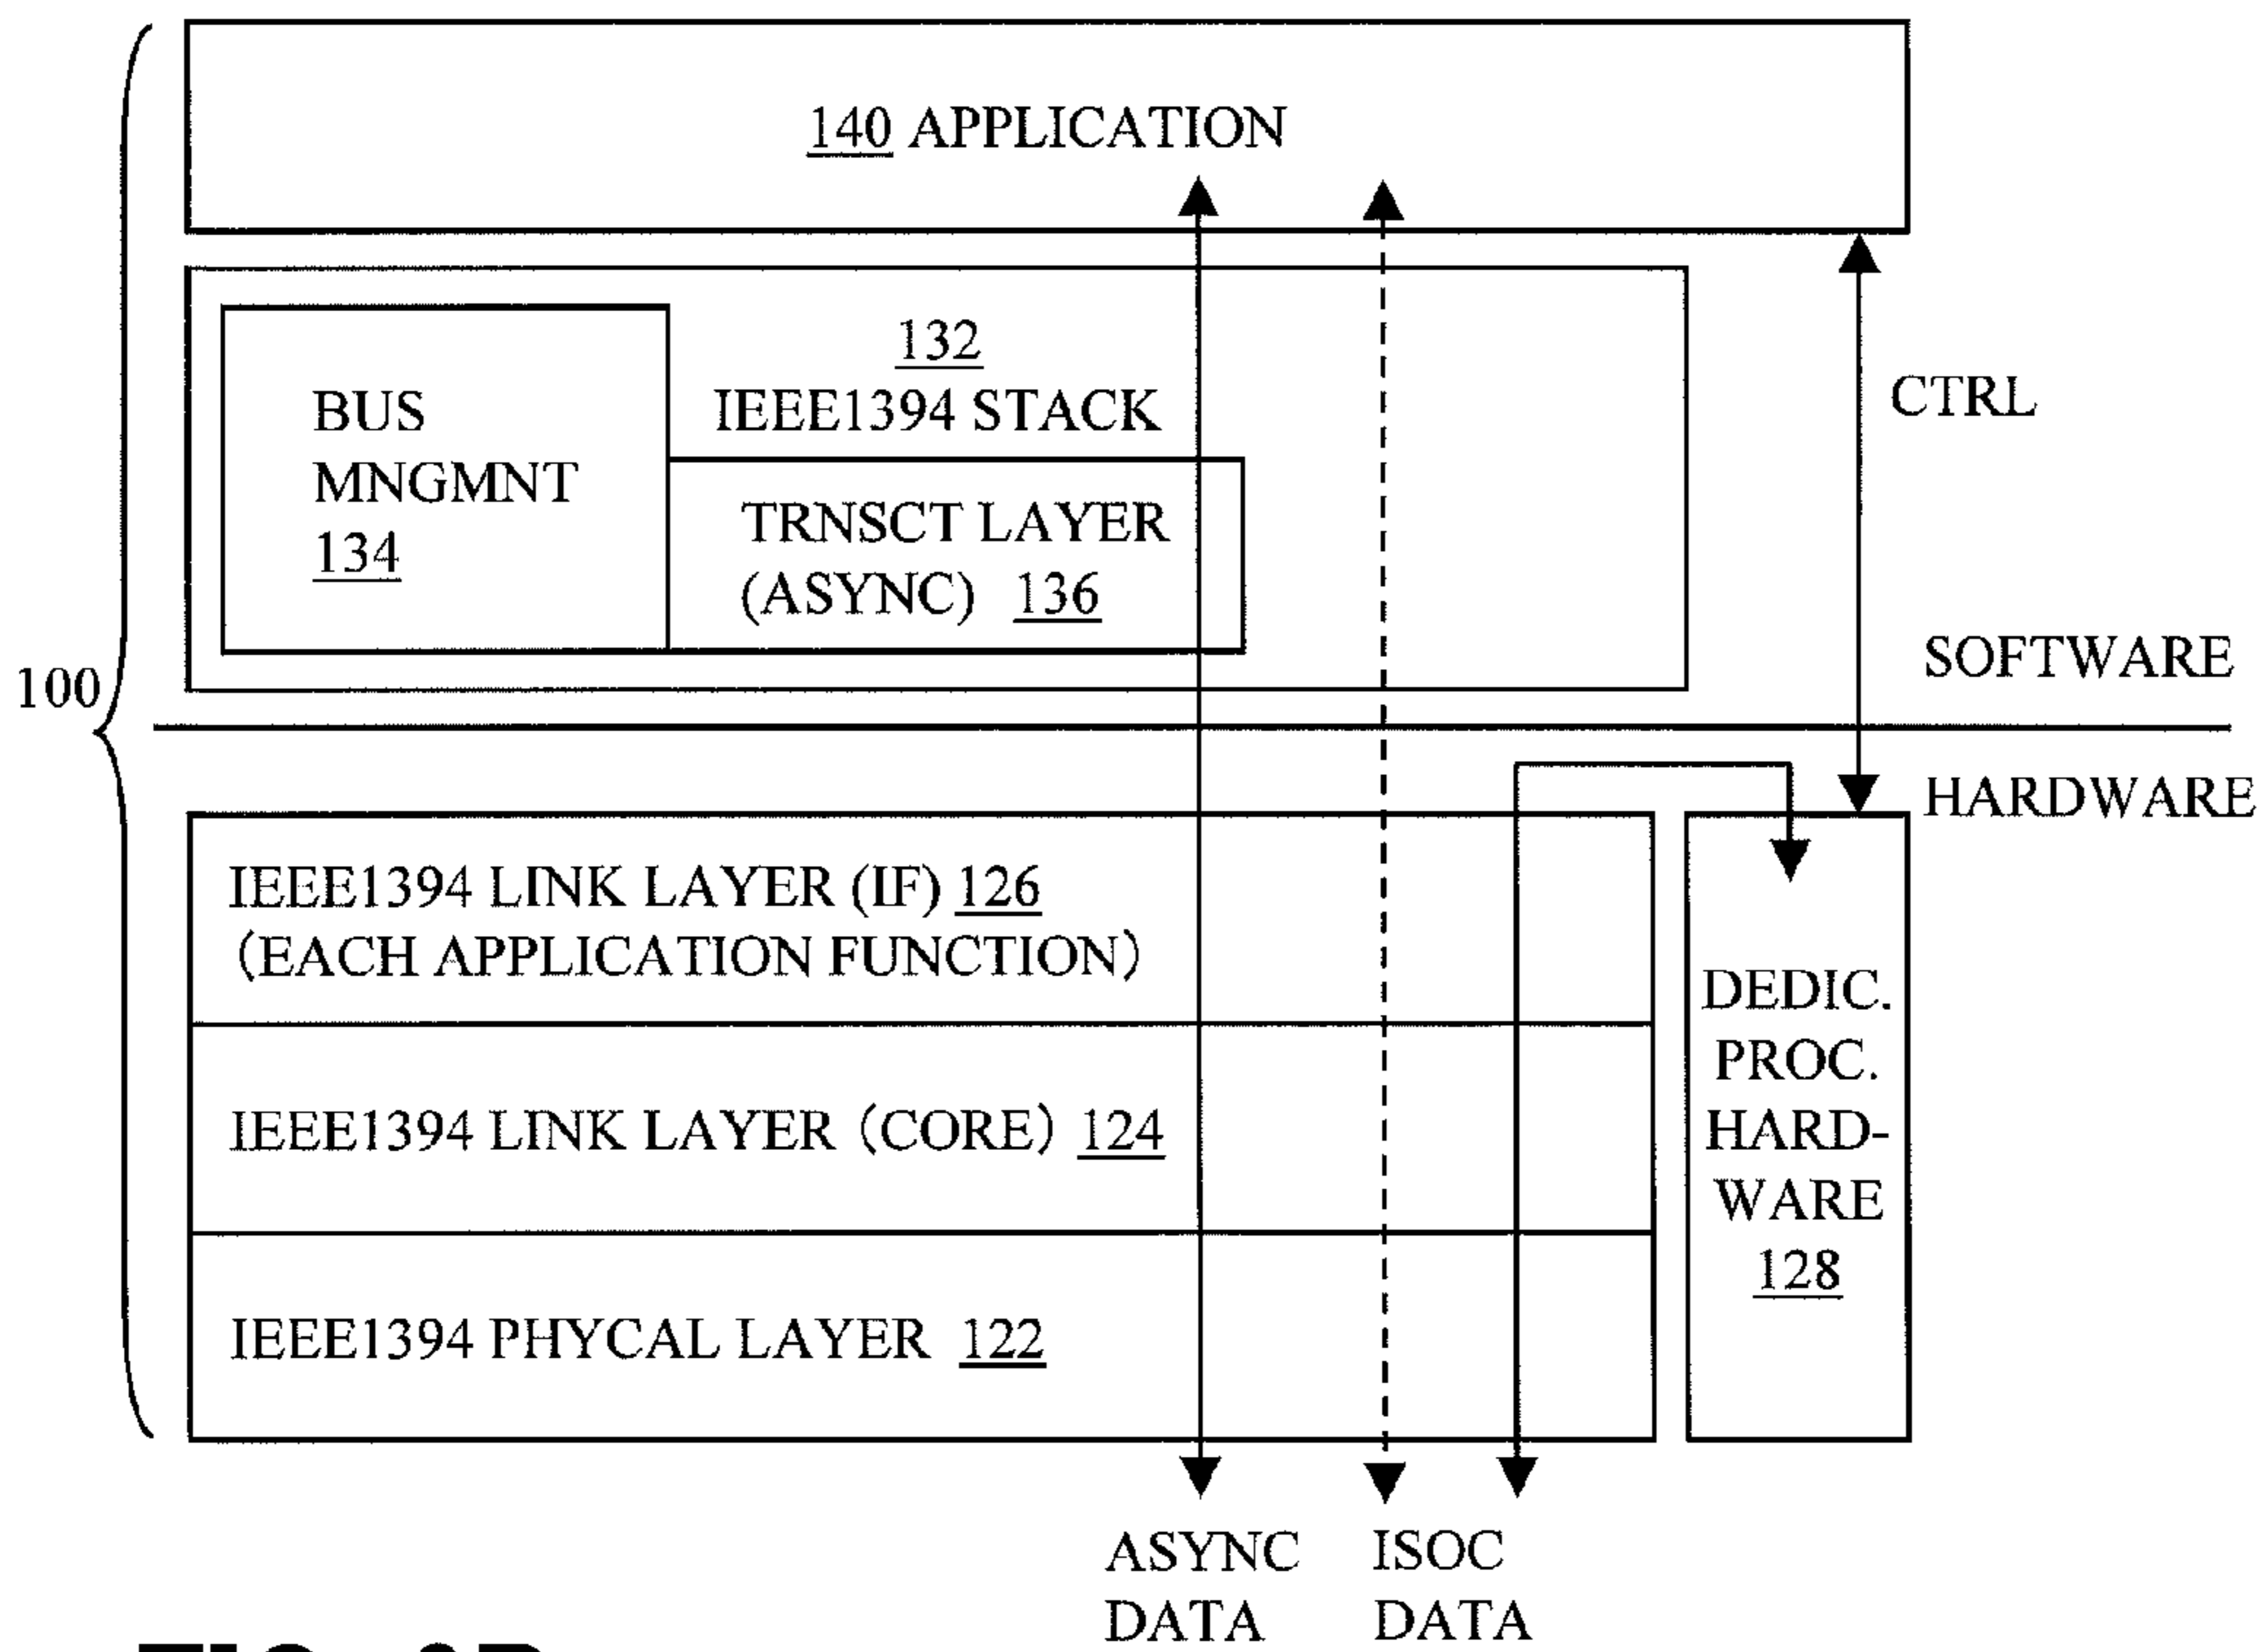 140 APPLICATION
132
IEEE1394 STACK
BUS
MNGMNT
134
TRNSCT LAYER
(ASYNC) 136
CTRL
SOFTWARE
100
HARDWARE
IEEE1394 LINK LAYER (IF) 126
(EACH APPLICATION FUNCTION)
IEEE1394 LINK LAYER (CORE) 124
IEEE1394 PHYCAL LAYER 122
DEDIC.
PROC.
HARD-
WARE
128
ASYNC
DATA
ISOC
DATA